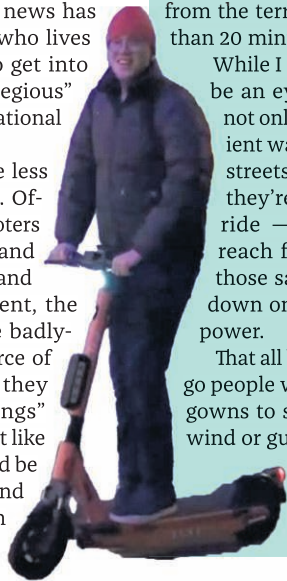 news has
who lives
o get into
egious”
ational
e less
. Of-
oters
and
and
ent, the
e badly-
rce of
they
ngs”
t like
d be
nd
n
from the terr
than 20 min
While I
be an ey
not onl
ient wa
streets
they’re
ride —
reach f
those sa
down on
power.
That all
go people w
gowns to s
wind or gu